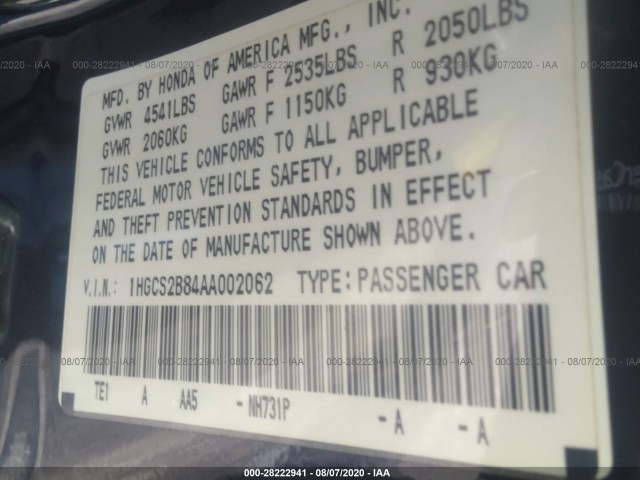 MFD. BY HONDA OF AMERICA MFG., INC.
GVWR 4541LBS GAWR F 2535LBS R 2050LBS
GVWR 2060KG GAWR F 1150KG R 930KG
THIS VEHICLE CONFORMS TO ALL APPLICABLE
FEDERAL MOTOR VEHICLE SAFETY, BUMPER,
AND THEFT PREVENTION STANDARDS IN EFFECT
ON THE DATE OF MANUFACTURE SHOWN ABOVE.
V.I.N.: 1HGCS2B84AA002062 TYPE:PASSENGER CAR
TE1 A AA5 - NH731P - A - A
000-28222941 - 08/07/2020 - IAA